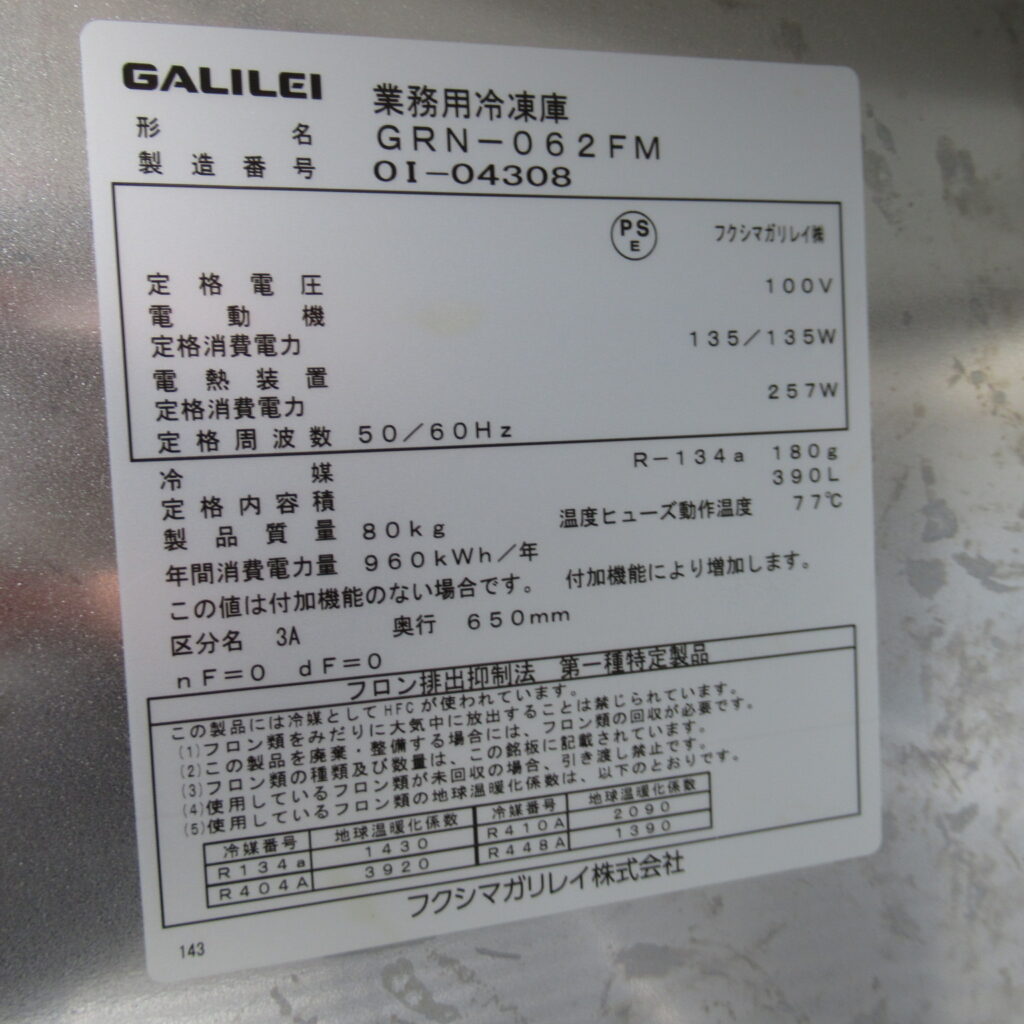 GALILEI 業務用冷凍庫
形名 GRN-062FM
製造番号 OI-04308
PSE フクシマガリレイ㈱
定格電圧 100V
電動機
定格消費電力 135/135W
電熱装置
定格消費電力 257W
定格周波数 50/60Hz
冷媒 R-134a 180g
定格内容積 390L
製品質量 80kg 温度ヒューズ動作温度 77℃
年間消費電力量 960kWh/年
この値は付加機能のない場合です。 付加機能により増加します。
区分名 3A 奥行 650mm
nF=0 dF=0
フロン排出抑制法 第一種特定製品
この製品には冷媒としてHFCが使われています。
(1)フロン類をみだりに大気中に放出することは禁じられています。
(2)この製品を廃棄・整備する場合には、フロン類の回収が必要です。
(3)フロン類の種類及び数量は、この銘板に記載されています。
(4)使用しているフロン類が未回収の場合、引き渡し禁止です。
(5)使用しているフロン類の地球温暖化係数は、以下のとおりです。
冷媒番号 地球温暖化係数 冷媒番号 地球温暖化係数
R134a 1430 R410A 2090
R404A 3920 R448A 1390
フクシマガリレイ株式会社
143